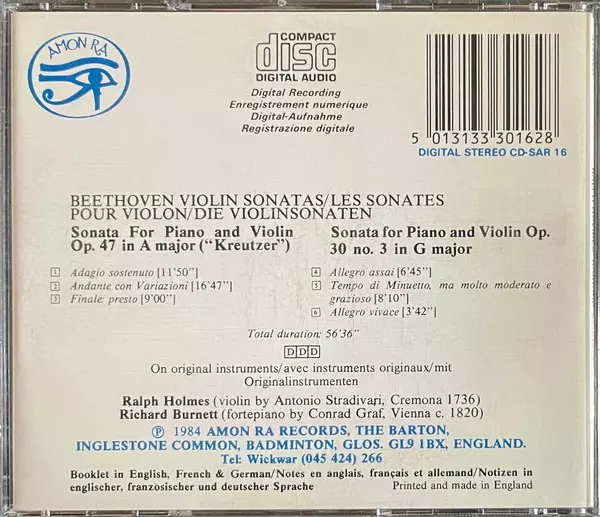 AMON RA
COMPACT
disc
DIGITAL AUDIO
Digital Recording
Enregistrement numerique
Digital-Aufnahme
Registrazione digitale
5 013133 301628
DIGITAL STEREO CD-SAR 16
BEETHOVEN VIOLIN SONATAS/LES SONATES
POUR VIOLON/DIE VIOLINSONATEN
Sonata For Piano and Violin
Op. 47 in A major ("Kreutzer")
1 Adagio sostenuto [11'50"]
2 Andante con Variazioni [16'47"]
3 Finale: presto [9'00"]
Sonata for Piano and Violin Op.
30 no. 3 in G major
4 Allegro assai [6'45"]
5 Tempo di Minuetto, ma molto moderato e
grazioso [8'10"]
6 Allegro vivace [3'42"]
Total duration: 56'36"
DDD
On original instruments/avec instruments originaux/mit
Originalinstrumenten
Ralph Holmes (violin by Antonio Stradivari, Cremona 1736)
Richard Burnett (fortepiano by Conrad Graf, Vienna c. 1820)
℗ 1984 AMON RA RECORDS, THE BARTON,
INGLESTONE COMMON, BADMINTON, GLOS. GL9 1BX, ENGLAND.
Tel: Wickwar (045 424) 266
Booklet in English, French & German/Notes en anglais, français et allemand/Notizen in
englischer, französischer und deutscher Sprache
Printed and made in England